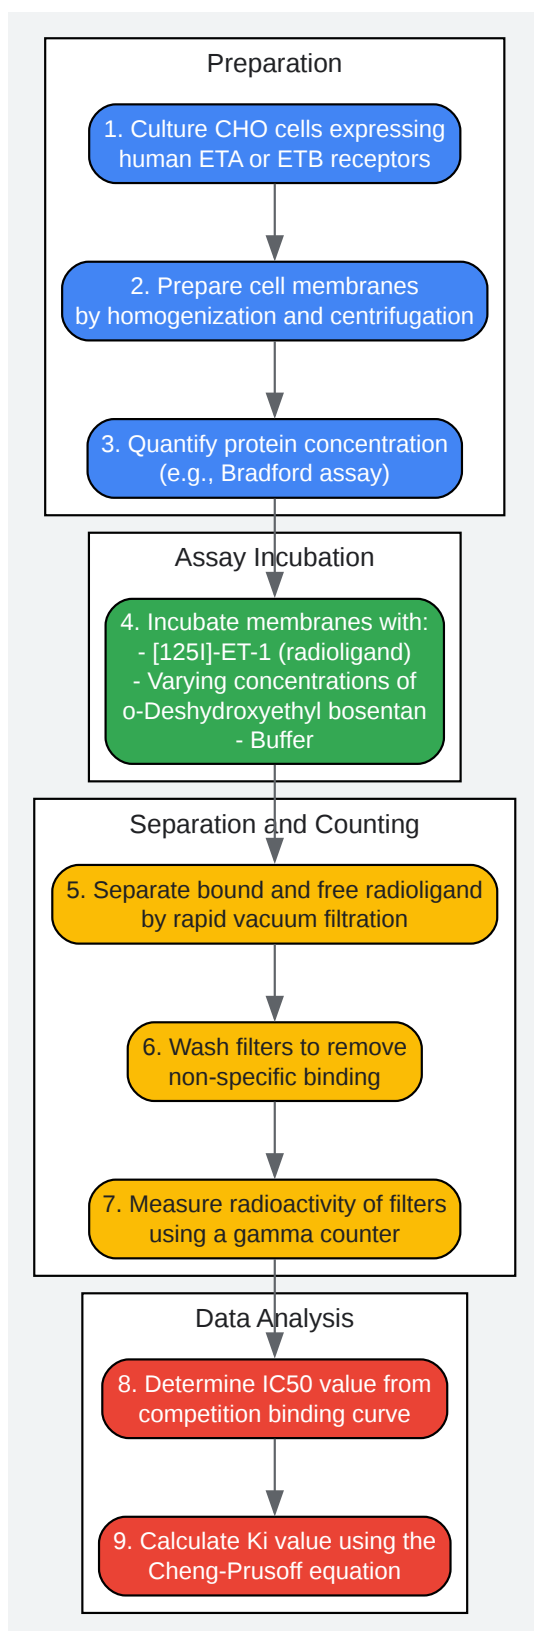 Preparation
1. Culture CHO cells expressing
human ETA or ETB receptors
2. Prepare cell membranes
by homogenization and centrifugation
3. Quantify protein concentration
(e.g., Bradford assay)
Assay Incubation
4. Incubate membranes with:
- [125I]-ET-1 (radioligand)
- Varying concentrations of
o-Deshydroxyethyl bosentan
- Buffer
Separation and Counting
5. Separate bound and free radioligand
by rapid vacuum filtration
6. Wash filters to remove
non-specific binding
7. Measure radioactivity of filters
using a gamma counter
Data Analysis
8. Determine IC50 value from
competition binding curve
9. Calculate Ki value using the
Cheng-Prusoff equation